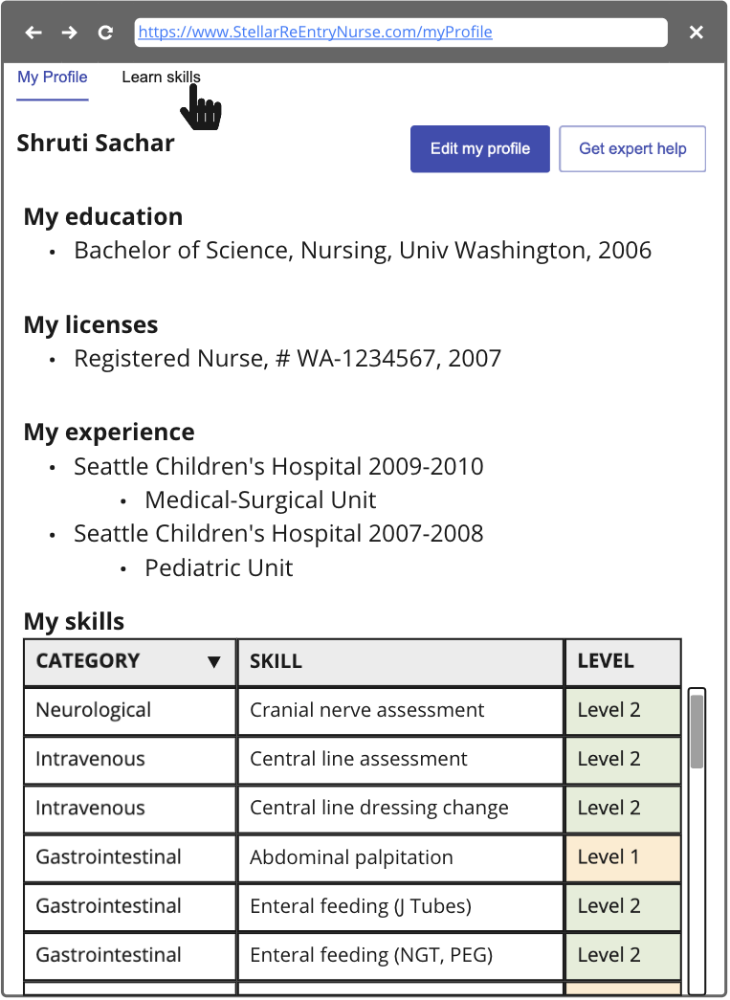 https://www.StellarReEntryNurse.com/myProfile
My Profile Learn skills
Shruti Sachar Edit my profile Get expert help
My education
• Bachelor of Science, Nursing, Univ Washington, 2006
My licenses
• Registered Nurse, # WA-1234567, 2007
My experience
• Seattle Children's Hospital 2009-2010
• Medical-Surgical Unit
• Seattle Children's Hospital 2007-2008
• Pediatric Unit
My skills
CATEGORY ▼ SKILL LEVEL
Neurological Cranial nerve assessment Level 2
Intravenous Central line assessment Level 2
Intravenous Central line dressing change Level 2
Gastrointestinal Abdominal palpitation Level 1
Gastrointestinal Enteral feeding (J Tubes) Level 2
Gastrointestinal Enteral feeding (NGT, PEG) Level 2